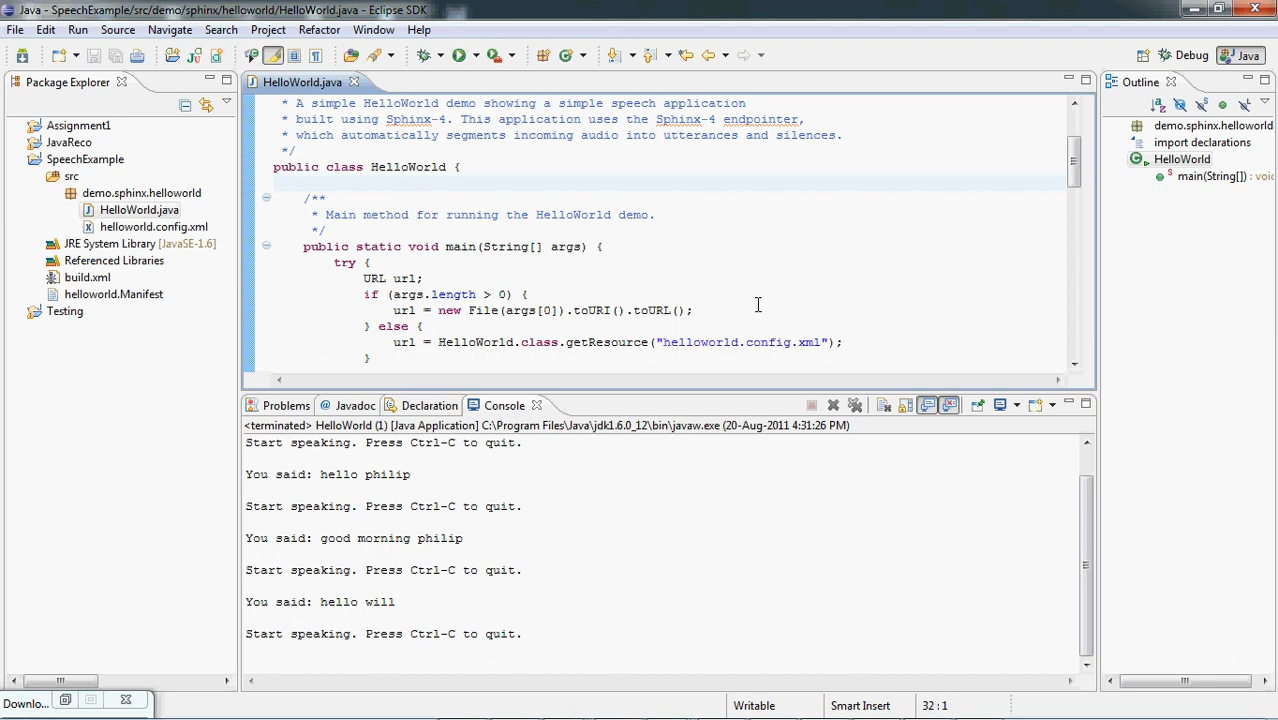 Java - SpeechExample/src/demo/sphinx/helloworld/HelloWorld.java - Eclipse SDK
File Edit Run Source Navigate Search Project Refactor Window Help
Debug Java
Package Explorer
Assignment1
JavaReco
SpeechExample
src
demo.sphinx.helloworld
HelloWorld.java
helloworld.config.xml
JRE System Library [JavaSE-1.6]
Referenced Libraries
build.xml
helloworld.Manifest
Testing
HelloWorld.java
* A simple HelloWorld demo showing a simple speech application
* built using Sphinx-4. This application uses the Sphinx-4 endpointer,
* which automatically segments incoming audio into utterances and silences.
*/
public class HelloWorld {
/**
* Main method for running the HelloWorld demo.
*/
public static void main(String[] args) {
try {
URL url;
if (args.length > 0) {
url = new File(args[0]).toURI().toURL();
} else {
url = HelloWorld.class.getResource("helloworld.config.xml");
}
Outline
demo.sphinx.helloworld
import declarations
HelloWorld
main(String[]) : voi
Problems Javadoc Declaration Console
<terminated> HelloWorld (1) [Java Application] C:\Program Files\Java\jdk1.6.0_12\bin\javaw.exe (20-Aug-2011 4:31:26 PM)
Start speaking. Press Ctrl-C to quit.
You said: hello philip
Start speaking. Press Ctrl-C to quit.
You said: good morning philip
Start speaking. Press Ctrl-C to quit.
You said: hello will
Start speaking. Press Ctrl-C to quit.
Downlo...
Writable Smart Insert 32 : 1